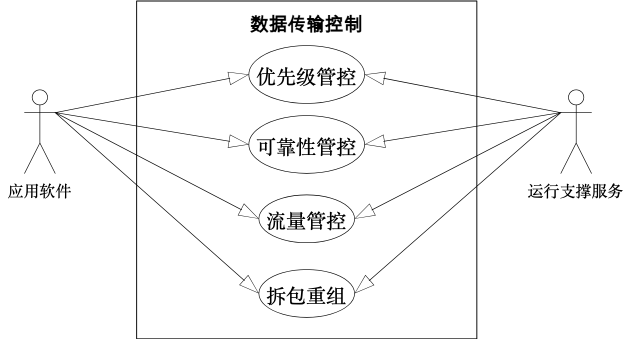 数据传输控制
优先级管控
可靠性管控
应用软件
运行支撑服务
流量管控
拆包重组